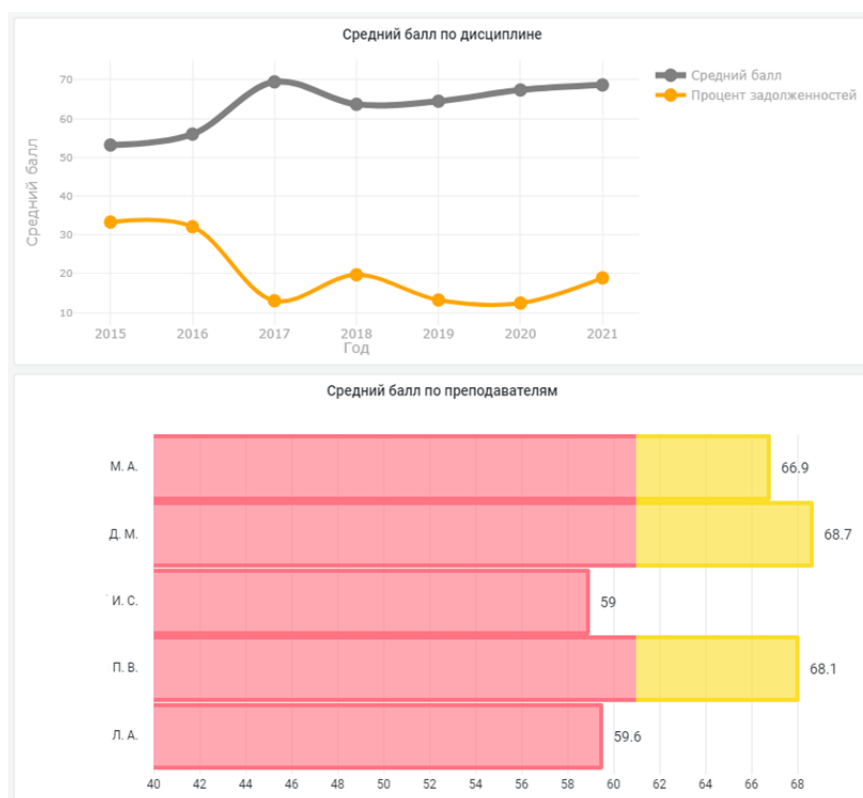 Средний балл по дисциплине
Средний балл
Процент задолженностей
Средний балл
70
60
50
40
30
20
10
2015 2016 2017 2018 2019 2020 2021
Год
Средний балл по преподавателям
М. А. 66.9
Д. М. 68.7
И. С. 59
П. В. 68.1
Л. А. 59.6
40 42 44 46 48 50 52 54 56 58 60 62 64 66 68